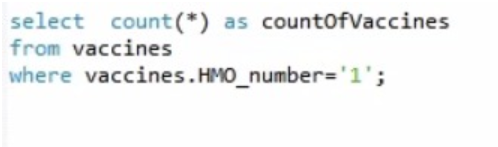 select  count(*) as countOfVaccines
from vaccines
where vaccines.HMO_number='1';